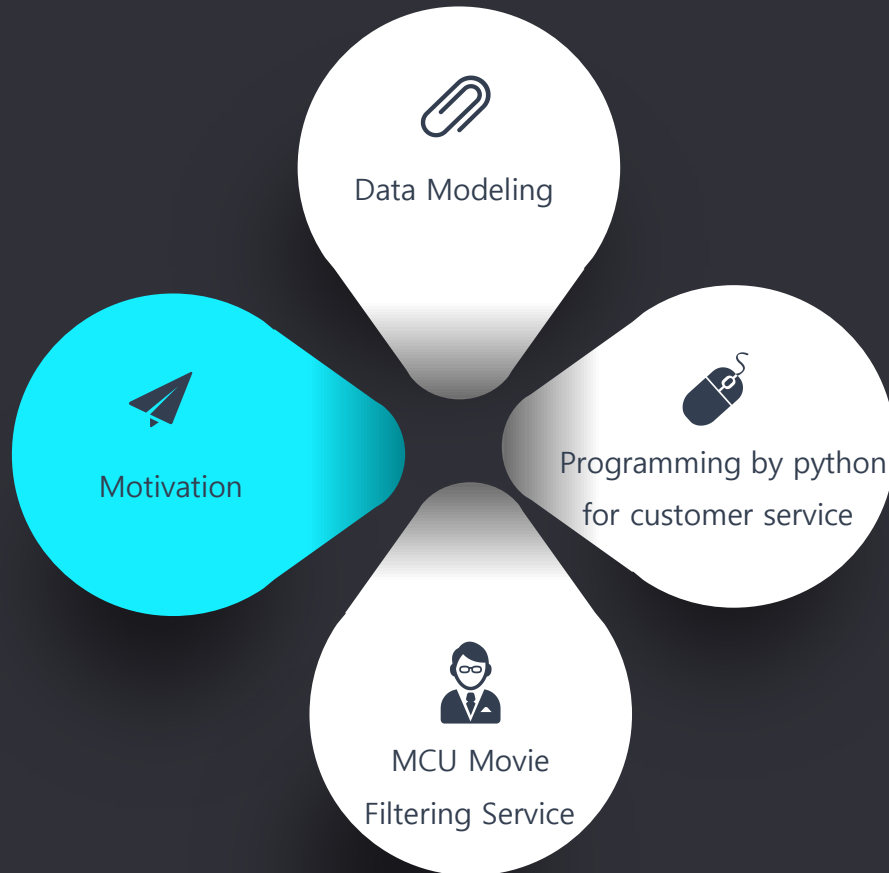 Data Modeling
Motivation
Programming by python
for customer service
MCU Movie
Filtering Service